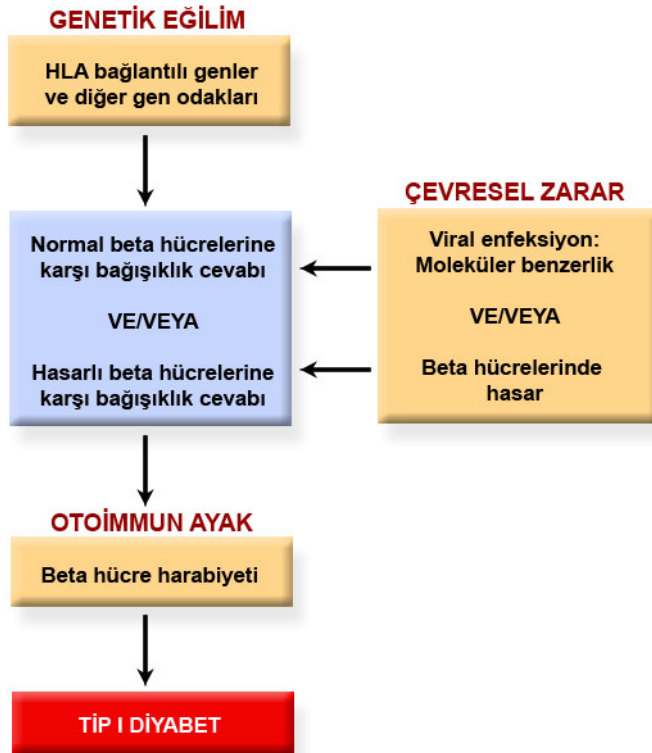 GENETİK EĞİLİM
HLA bağlantılı genler
ve diğer gen odakları
ÇEVRESEL ZARAR
Normal beta hücrelerine
karşı bağışıklık cevabı
VE/VEYA
Hasarlı beta hücrelerine
karşı bağışıklık cevabı
Viral enfeksiyon:
Moleküler benzerlik
VE/VEYA
Beta hücrelerinde
hasar
OTOİMMUN AYAK
Beta hücre harabiyeti
TİP I DİYABET